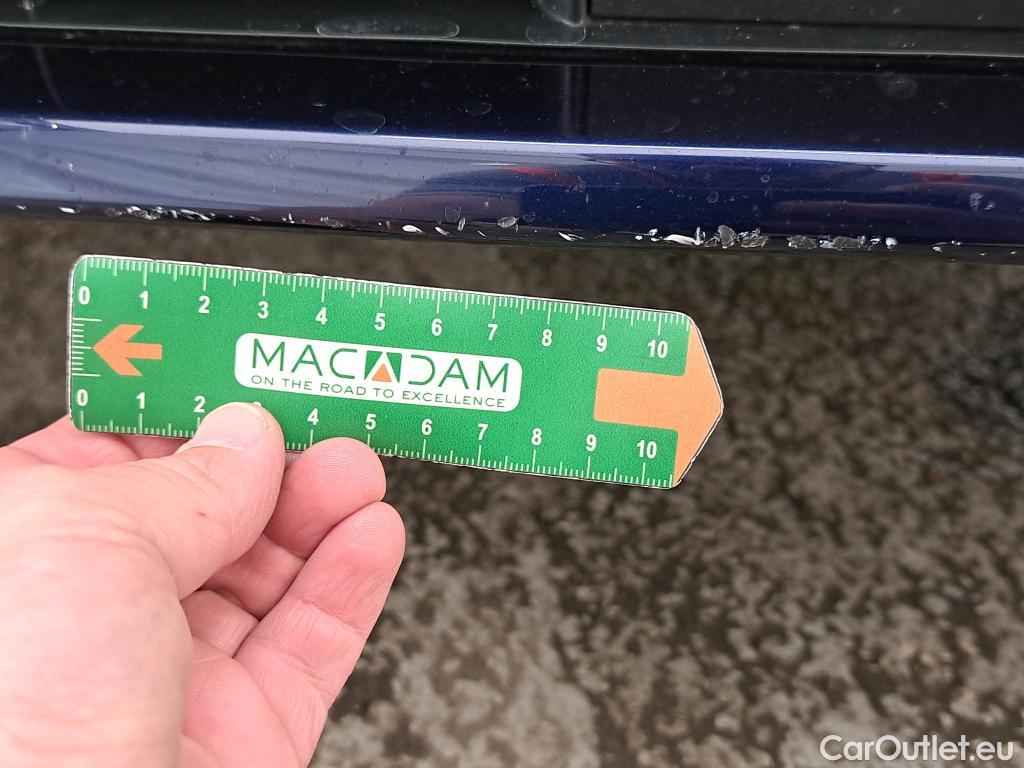 0 1 2 3 4 5 6 7 8 9 10
MACADAM
ON THE ROAD TO EXCELLENCE
0 1 2 4 5 6 7 8 9 10
CarOutlet.eu